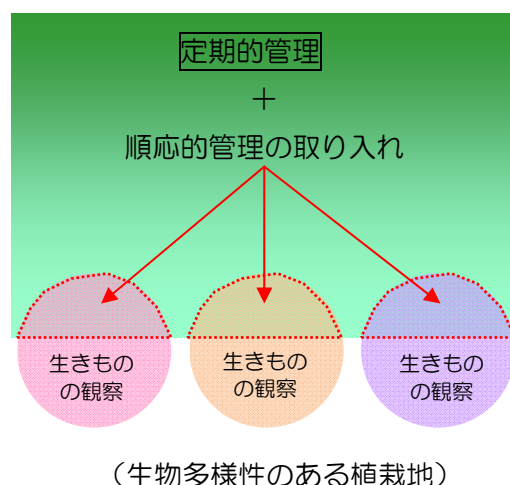 定期的管理
＋
順応的管理の取り入れ
生きもの
の観察
生きもの
の観察
生きもの
の観察
（生物多様性のある植栽地）